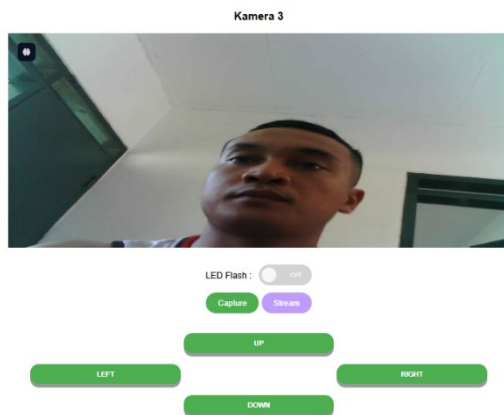 Kamera 3
LED Flash : OFF
Capture Stream
UP
LEFT RIGHT
DOWN